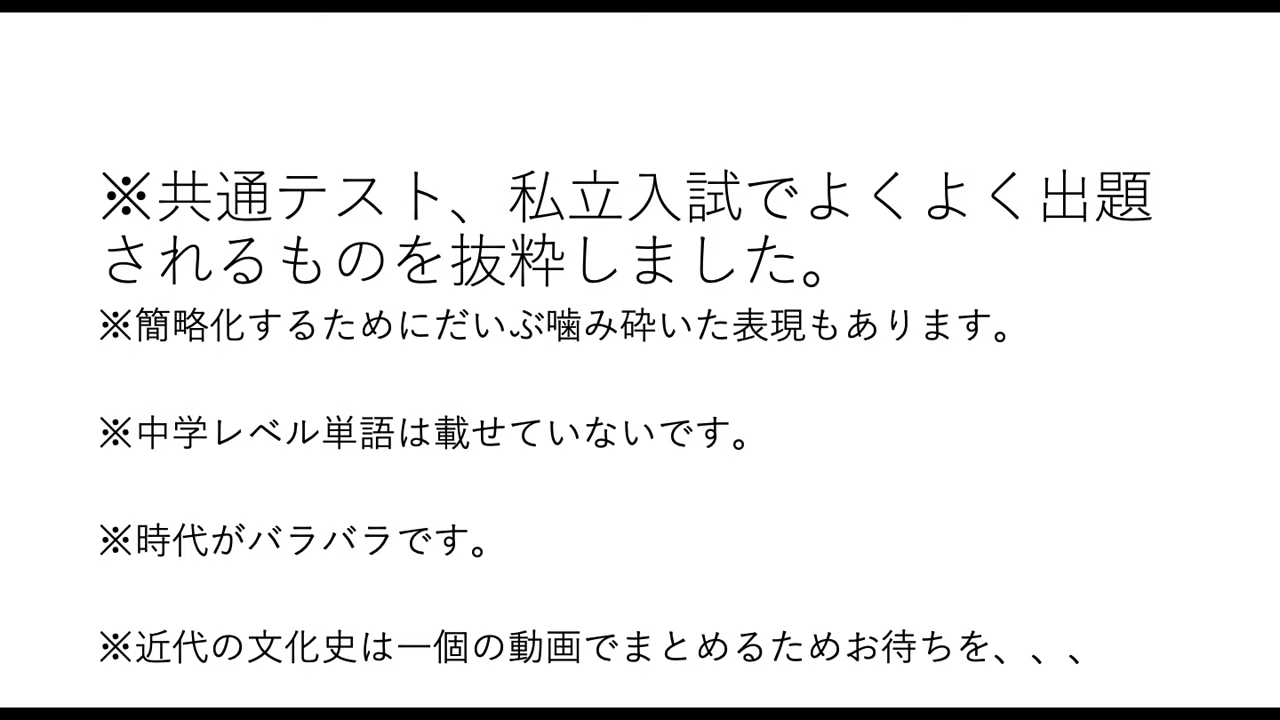 ※共通テスト、私立入試でよくよく出題
されるものを抜粋しました。
※簡略化するためにだいぶ噛み砕いた表現もあります。
※中学レベル単語は載せていないです。
※時代がバラバラです。
※近代の文化史は一個の動画でまとめるためお待ちを、、、